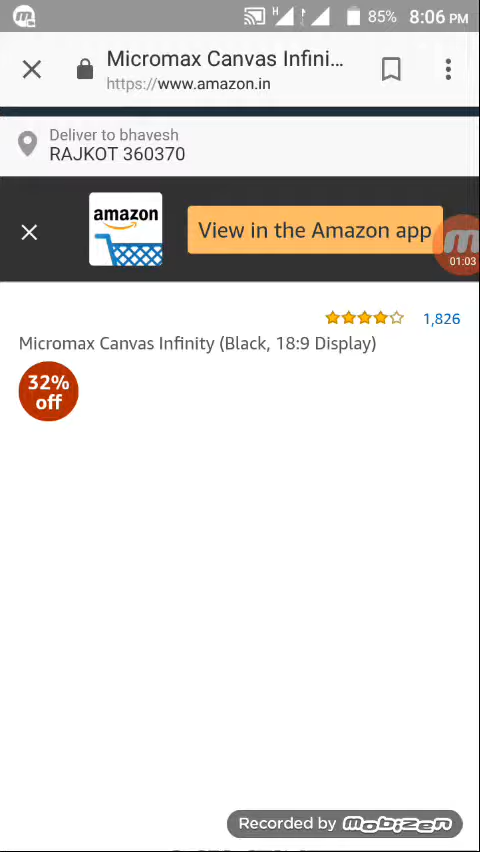 H
85% 8:06 PM
Micromax Canvas Infini...
https://www.amazon.in
Deliver to bhavesh
RAJKOT 360370
amazon
View in the Amazon app
01:03
1,826
Micromax Canvas Infinity (Black, 18:9 Display)
32%
off
Recorded by mobizen